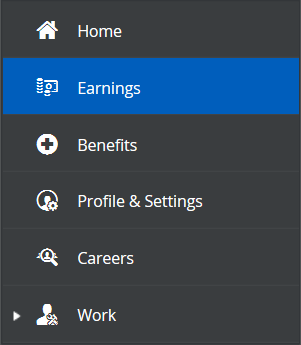 Home
Earnings
Benefits
Profile & Settings
Careers
Work